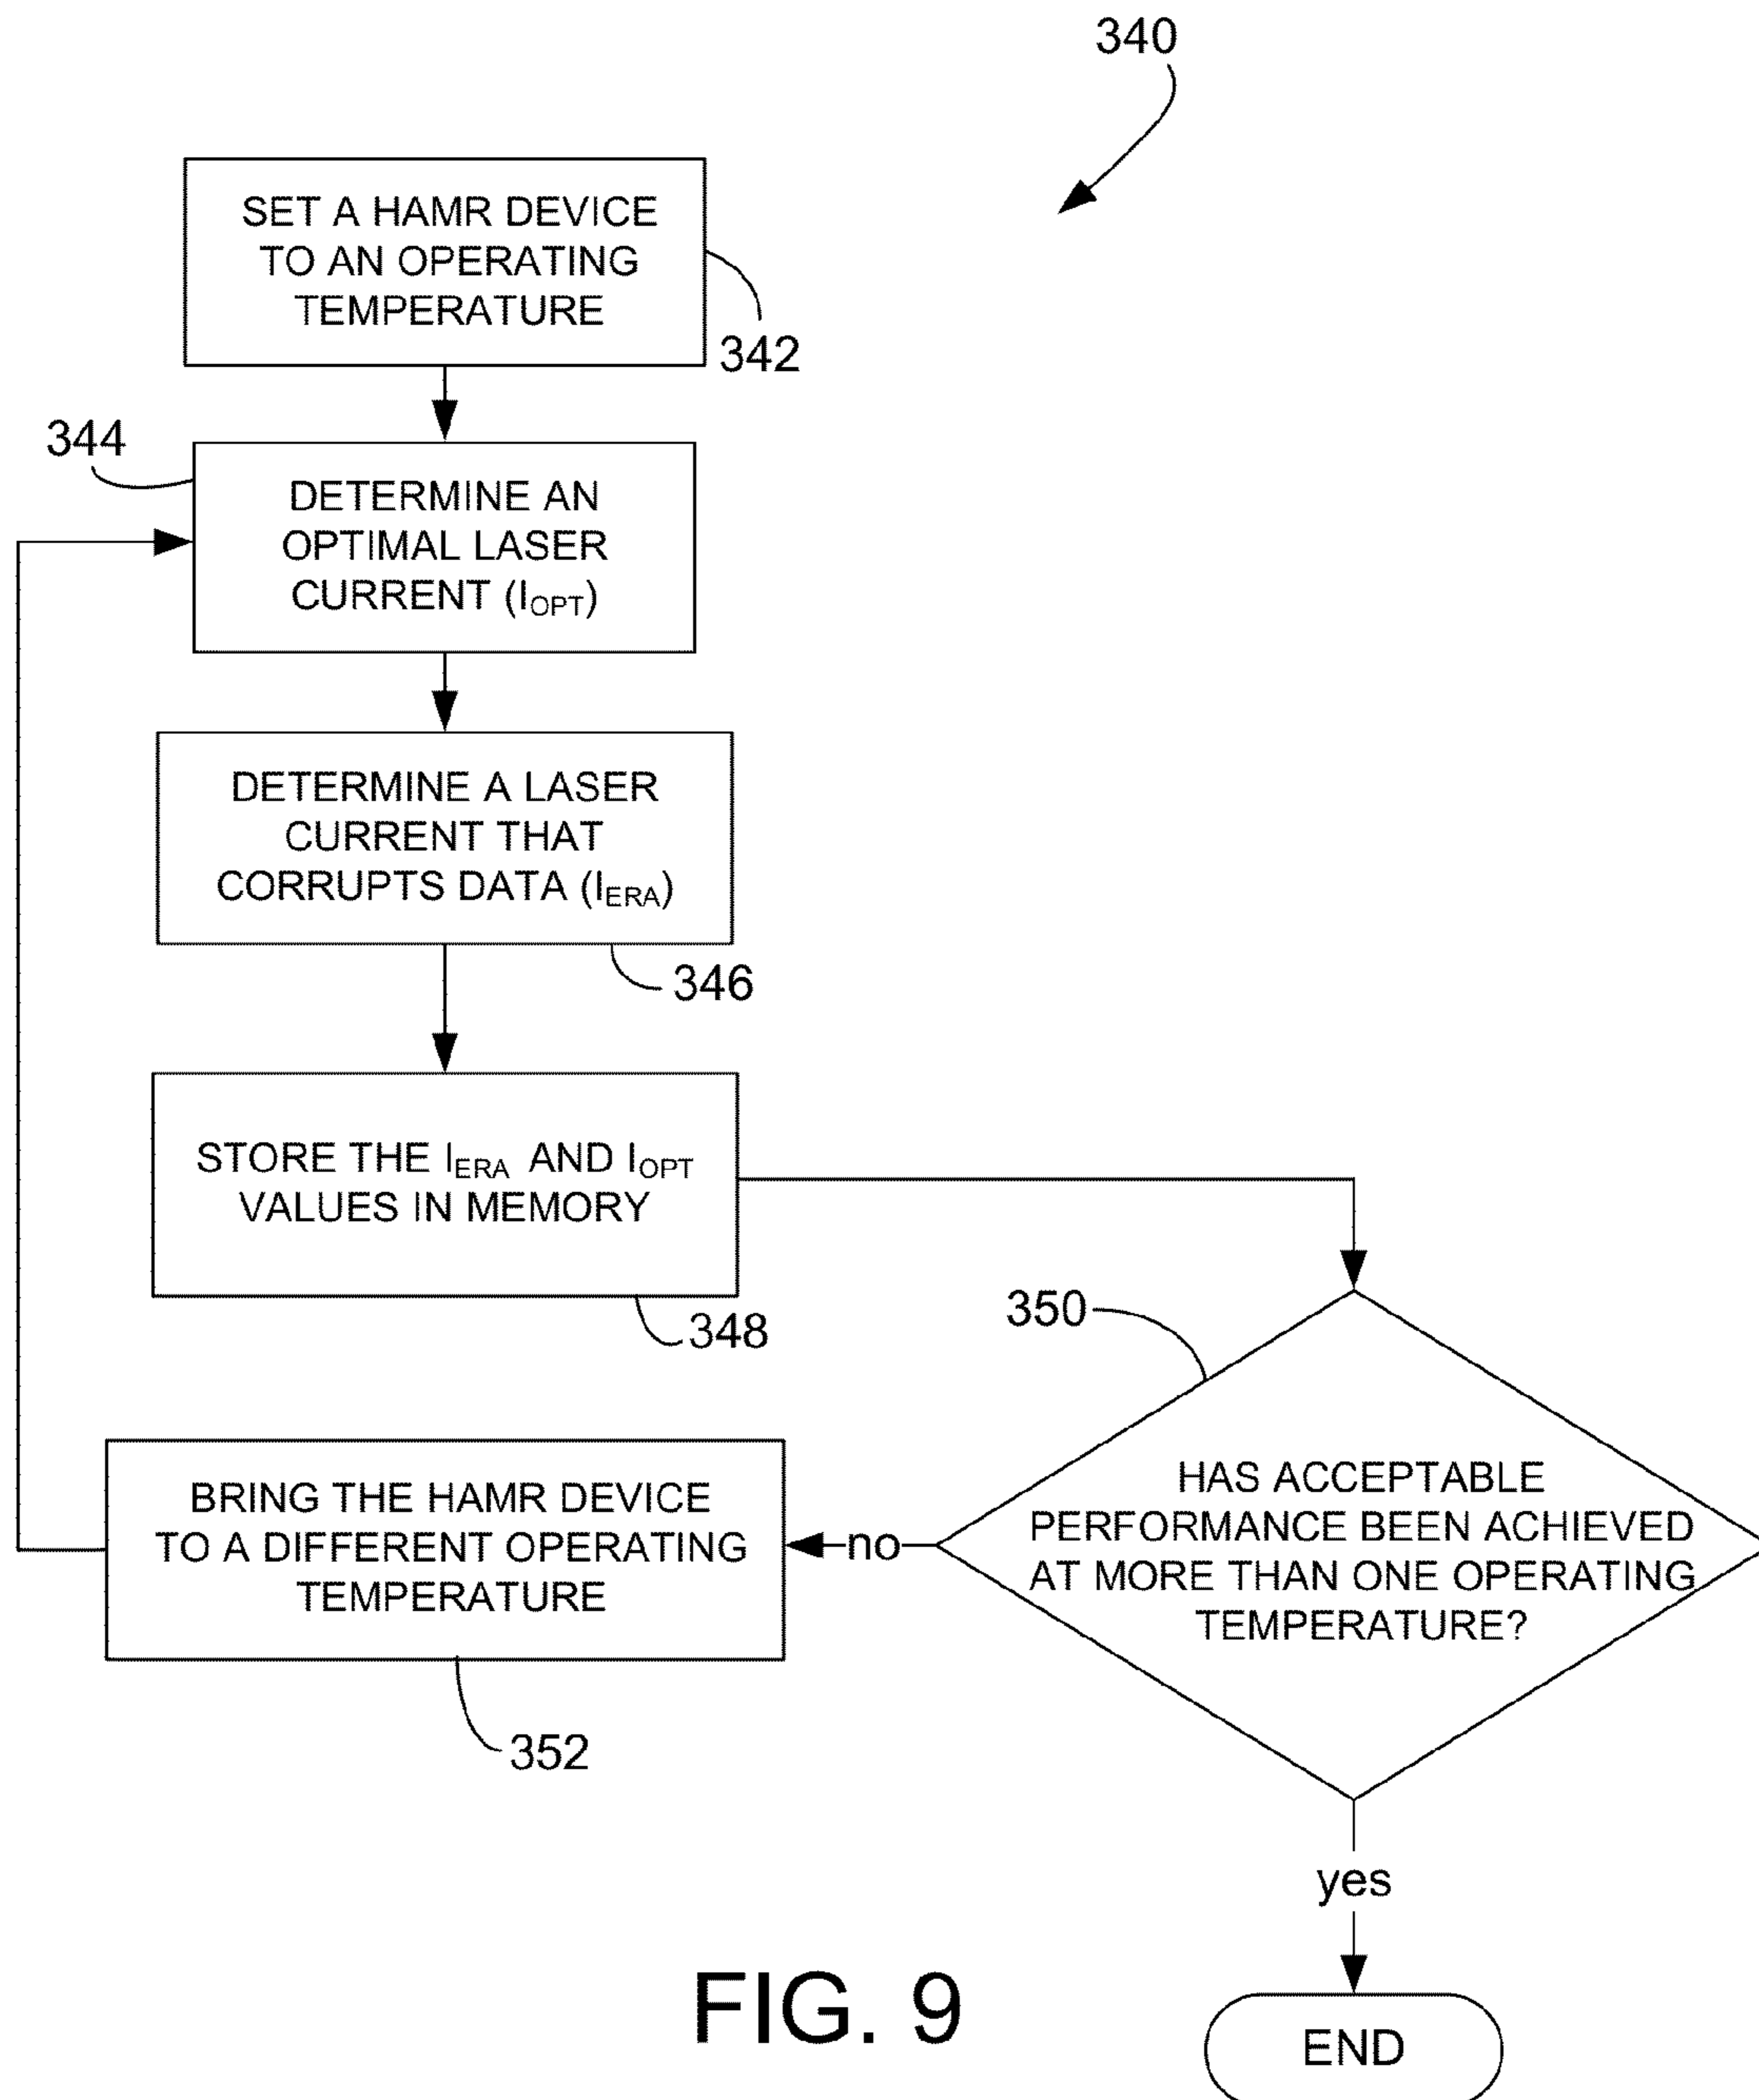 340
SET A HAMR DEVICE
TO AN OPERATING
TEMPERATURE
342
344
DETERMINE AN
OPTIMAL LASER
CURRENT (IOPT)
DETERMINE A LASER
CURRENT THAT
CORRUPTS DATA (IERA)
346
STORE THE IERA AND IOPT
VALUES IN MEMORY
348
350
HAS ACCEPTABLE
PERFORMANCE BEEN ACHIEVED
AT MORE THAN ONE OPERATING
TEMPERATURE?
no
BRING THE HAMR DEVICE
TO A DIFFERENT OPERATING
TEMPERATURE
352
yes
END
FIG. 9